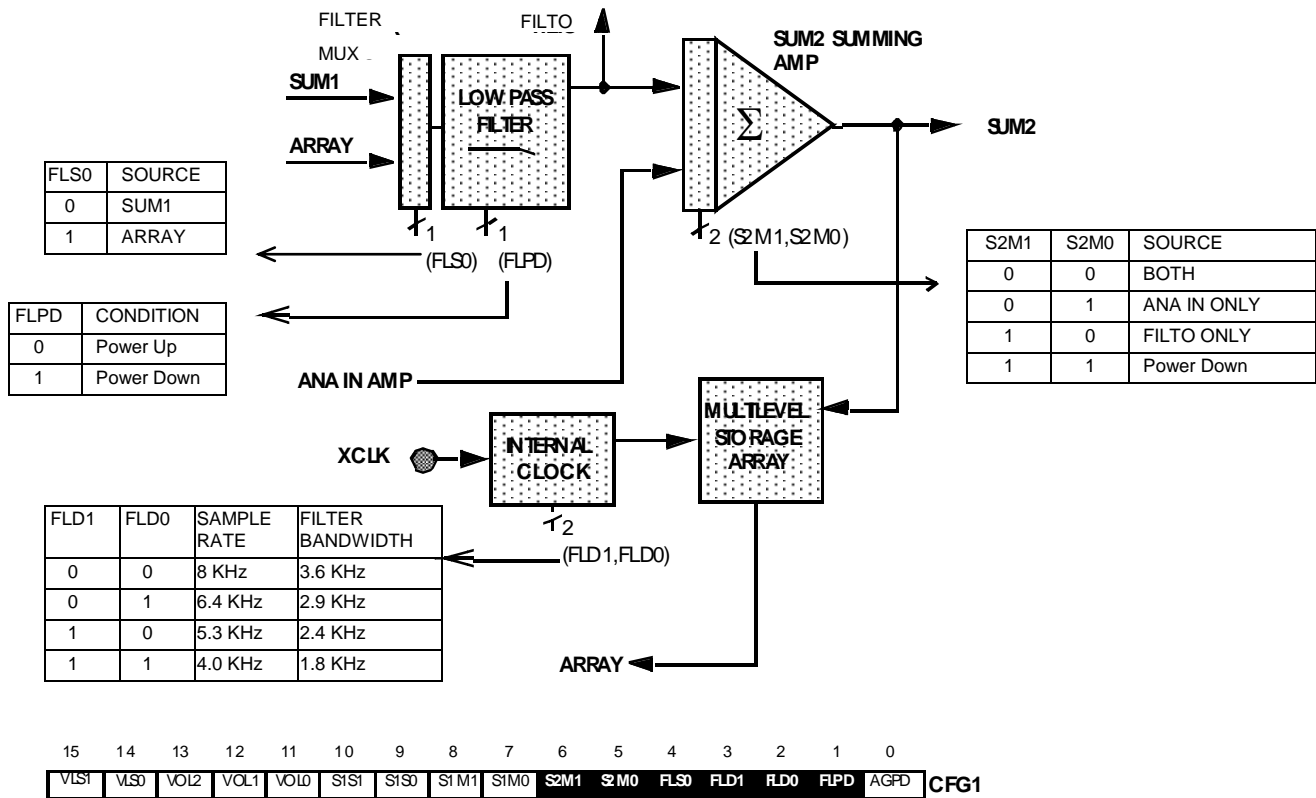 FILTER
MUX
FILTO
SUM2 SUMMING
AMP
SUM1
ARRAY
LOW PASS
FILTER
Σ
SUM2
FLS0 SOURCE
0 SUM1
1 ARRAY
1
(FLS0)
1
(FLPD)
2 (S2M1,S2M0)
S2M1 S2M0 SOURCE
0 0 BOTH
0 1 ANA IN ONLY
1 0 FILTO ONLY
1 1 Power Down
FLPD CONDITION
0 Power Up
1 Power Down
ANA IN AMP
XCLK
INTERNAL
CLOCK
MULTILEVEL
STORAGE
ARRAY
2
(FLD1,FLD0)
FLD1 FLD0 SAMPLE RATE FILTER BANDWIDTH
0 0 8 KHz 3.6 KHz
0 1 6.4 KHz 2.9 KHz
1 0 5.3 KHz 2.4 KHz
1 1 4.0 KHz 1.8 KHz
ARRAY
15 14 13 12 11 10 9 8 7 6 5 4 3 2 1 0
VLS1 VLS0 VOL2 VOL1 VOL0 S1S1 S1S0 S1M1 S1M0 S2M1 S2M0 FLS0 FLD1 FLD0 FLPD AGPD CFG1